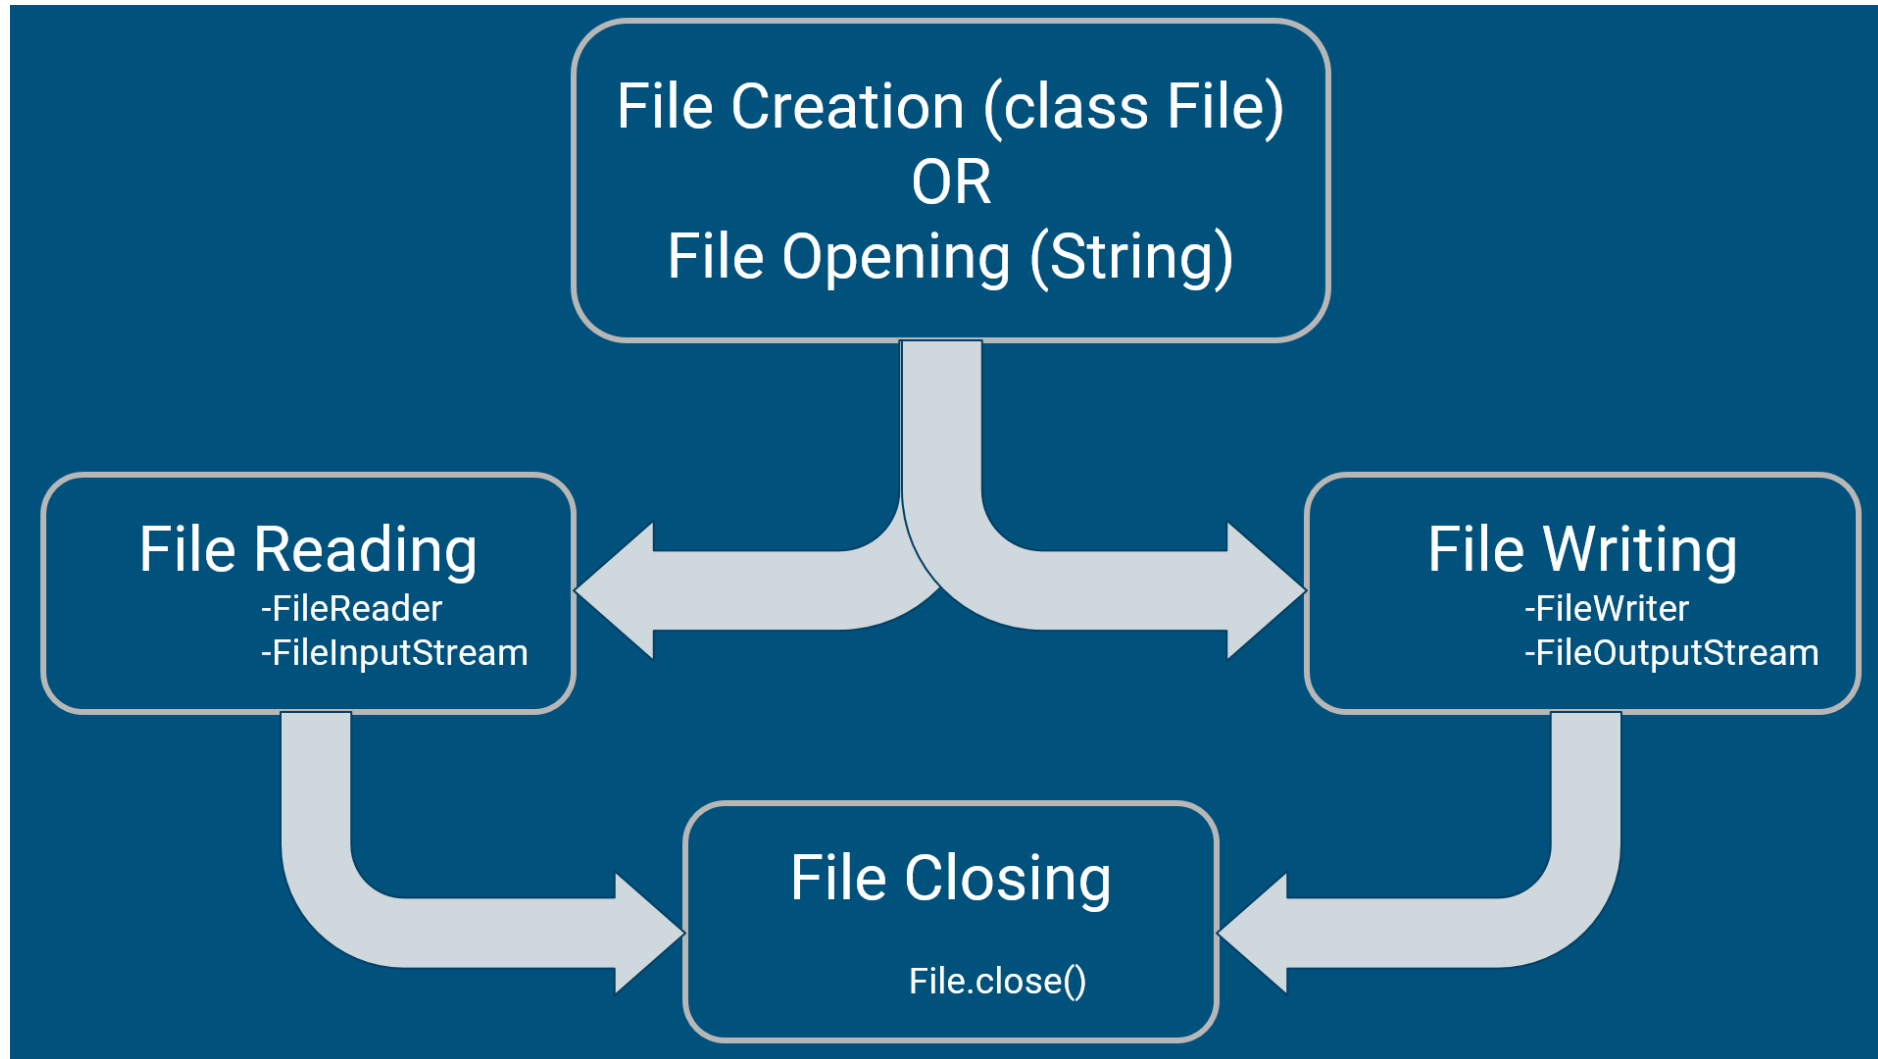 File Creation (class File)
OR
File Opening (String)
File Reading
-FileReader
-FileInputStream
File Writing
-FileWriter
-FileOutputStream
File Closing
File.close()